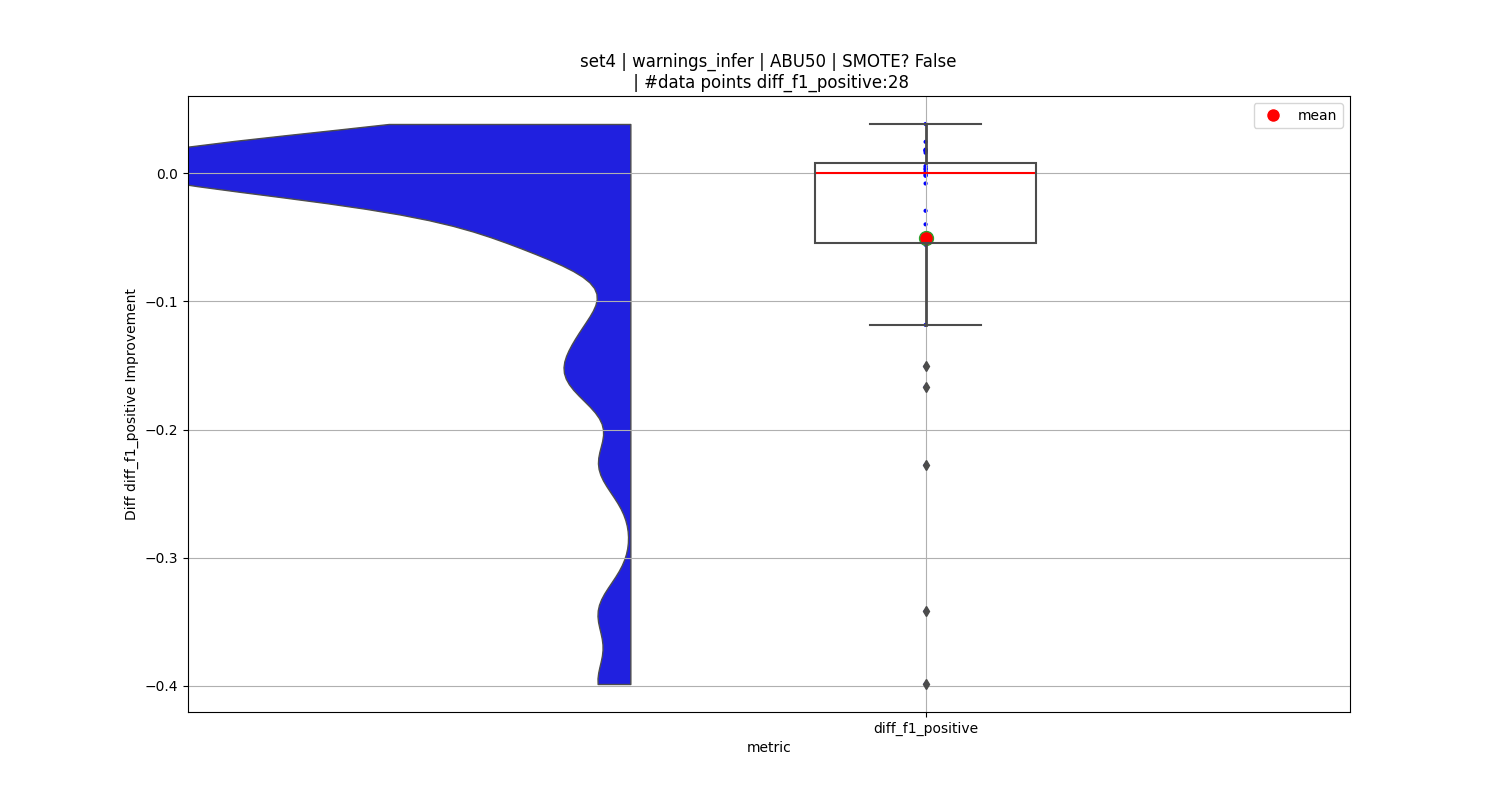 set4 | warnings_infer | ABU50 | SMOTE? False
| #data points diff_f1_positive:28
mean
0.0
−0.1
−0.2
−0.3
−0.4
Diff diff_f1_positive Improvement
diff_f1_positive
metric